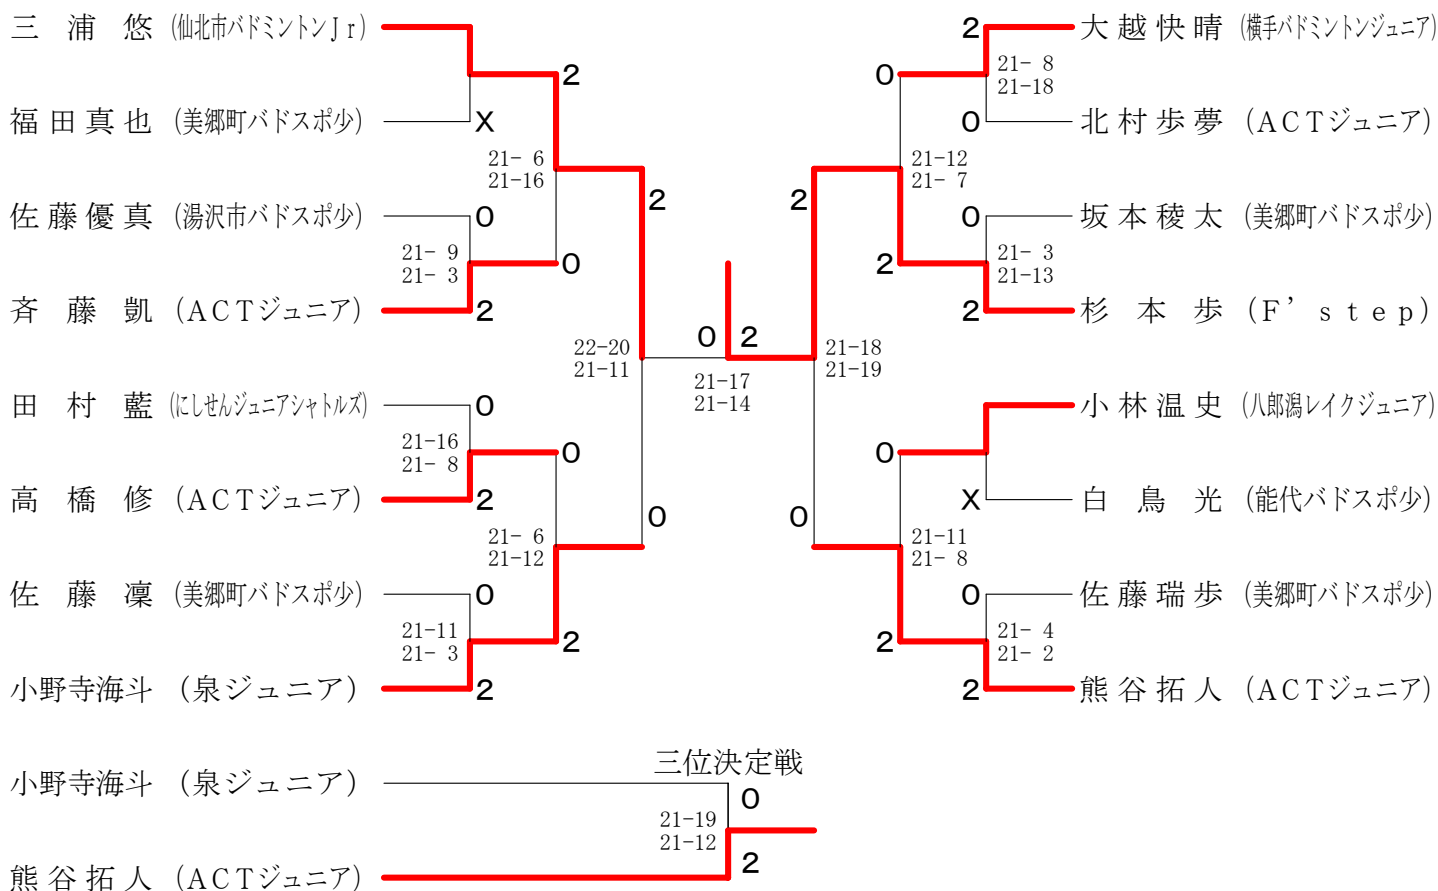 三浦悠 (仙北市バドミントンJr)
2
X
福田真也 (美郷町バドスポ少)
21- 6
21-16
2
佐藤優真 (湯沢市バドスポ少)
0
21- 9
21- 3
0
斉藤凱 (ACTジュニア)
2
22-20
21-11
田村藍 (にしせんジュニアシャトルズ)
0
21-16
21- 8
0
高橋修 (ACTジュニア)
2
0
21- 6
21-12
佐藤凜 (美郷町バドスポ少)
0
21-11
21- 3
2
小野寺海斗 (泉ジュニア)
2
0 2
21-17
21-14
2
大越快晴 (横手バドミントンジュニア)
0
21- 8
21-18
0
北村歩夢 (ACTジュニア)
21-12
21- 7
2
0
坂本稜太 (美郷町バドスポ少)
2
21- 3
21-13
2
杉本歩 (F’step)
21-18
21-19
小林温史 (八郎潟レイクジュニア)
0
X
白鳥光 (能代バドスポ少)
0
21-11
21- 8
0
佐藤瑞歩 (美郷町バドスポ少)
2
21- 4
21- 2
2
熊谷拓人 (ACTジュニア)
三位決定戦
小野寺海斗 (泉ジュニア)
0
21-19
21-12
2
熊谷拓人 (ACTジュニア)